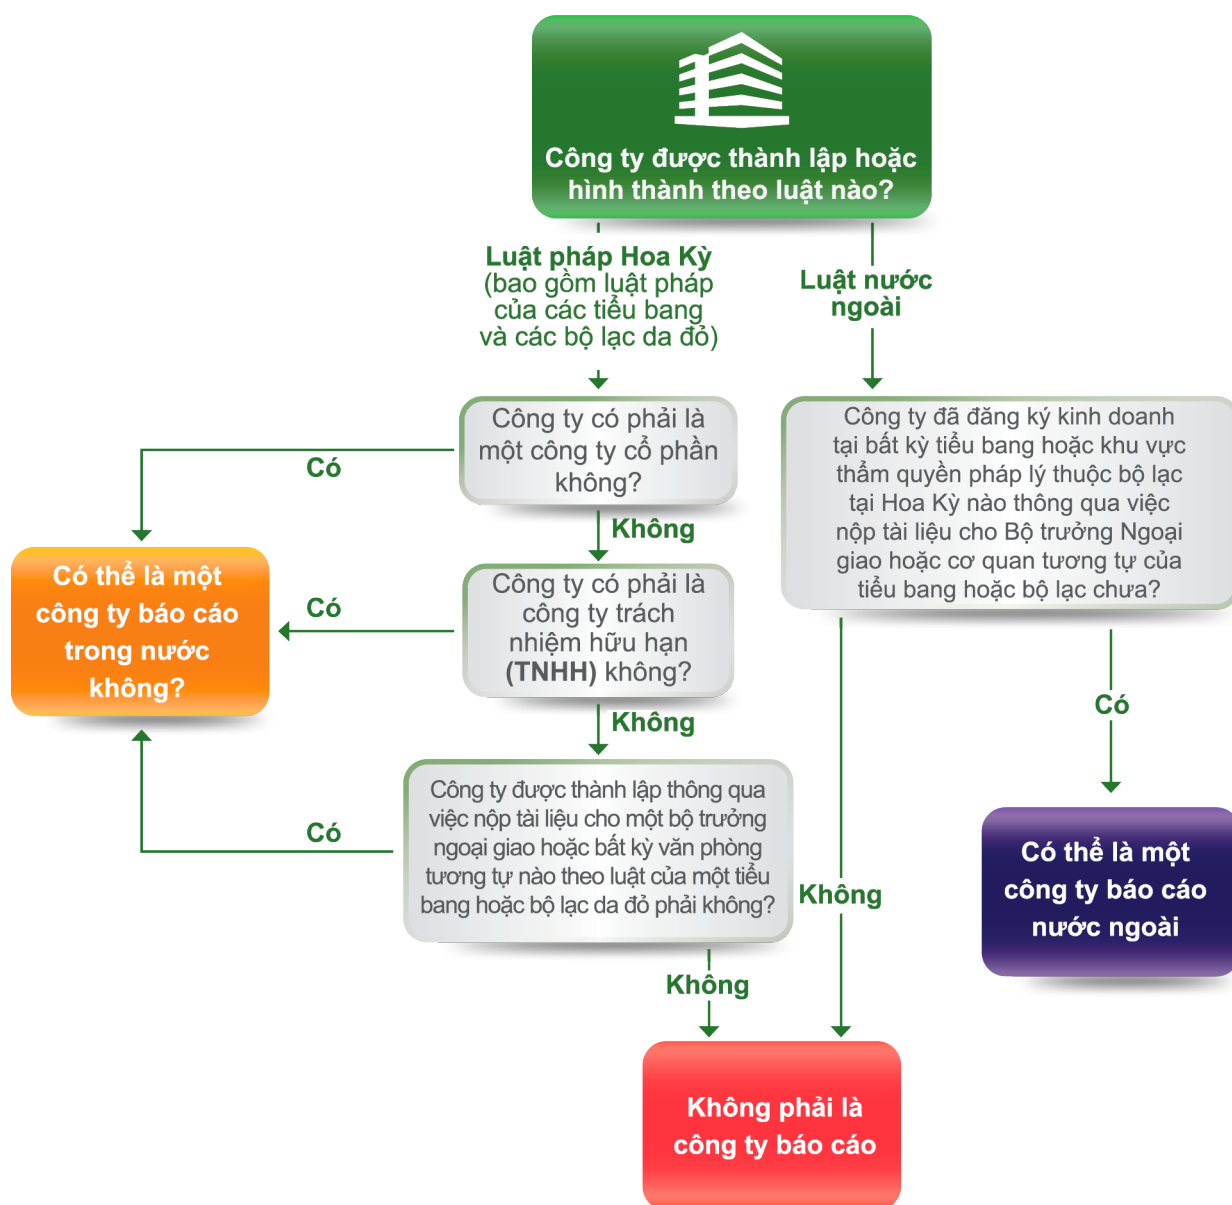 Công ty được thành lập hoặc
hình thành theo luật nào?
Luật pháp Hoa Kỳ
(bao gồm luật pháp
của các tiểu bang
và các bộ lạc da đỏ)
Luật nước
ngoài
Công ty có phải là
một công ty cổ phần
không?
Công ty đã đăng ký kinh doanh
tại bất kỳ tiểu bang hoặc khu vực
thẩm quyền pháp lý thuộc bộ lạc
tại Hoa Kỳ nào thông qua việc
nộp tài liệu cho Bộ trưởng Ngoại
giao hoặc cơ quan tương tự của
tiểu bang hoặc bộ lạc chưa?
Có
Không
Có thể là một
công ty báo cáo
trong nước
không?
Có
Công ty có phải là
công ty trách
nhiệm hữu hạn
(TNHH) không?
Không
Có
Có
Công ty được thành lập thông qua
việc nộp tài liệu cho một bộ trưởng
ngoại giao hoặc bất kỳ văn phòng
tương tự nào theo luật của một tiểu
bang hoặc bộ lạc da đỏ phải không?
Không
Có thể là một
công ty báo cáo
nước ngoài
Không
Không phải là
công ty báo cáo